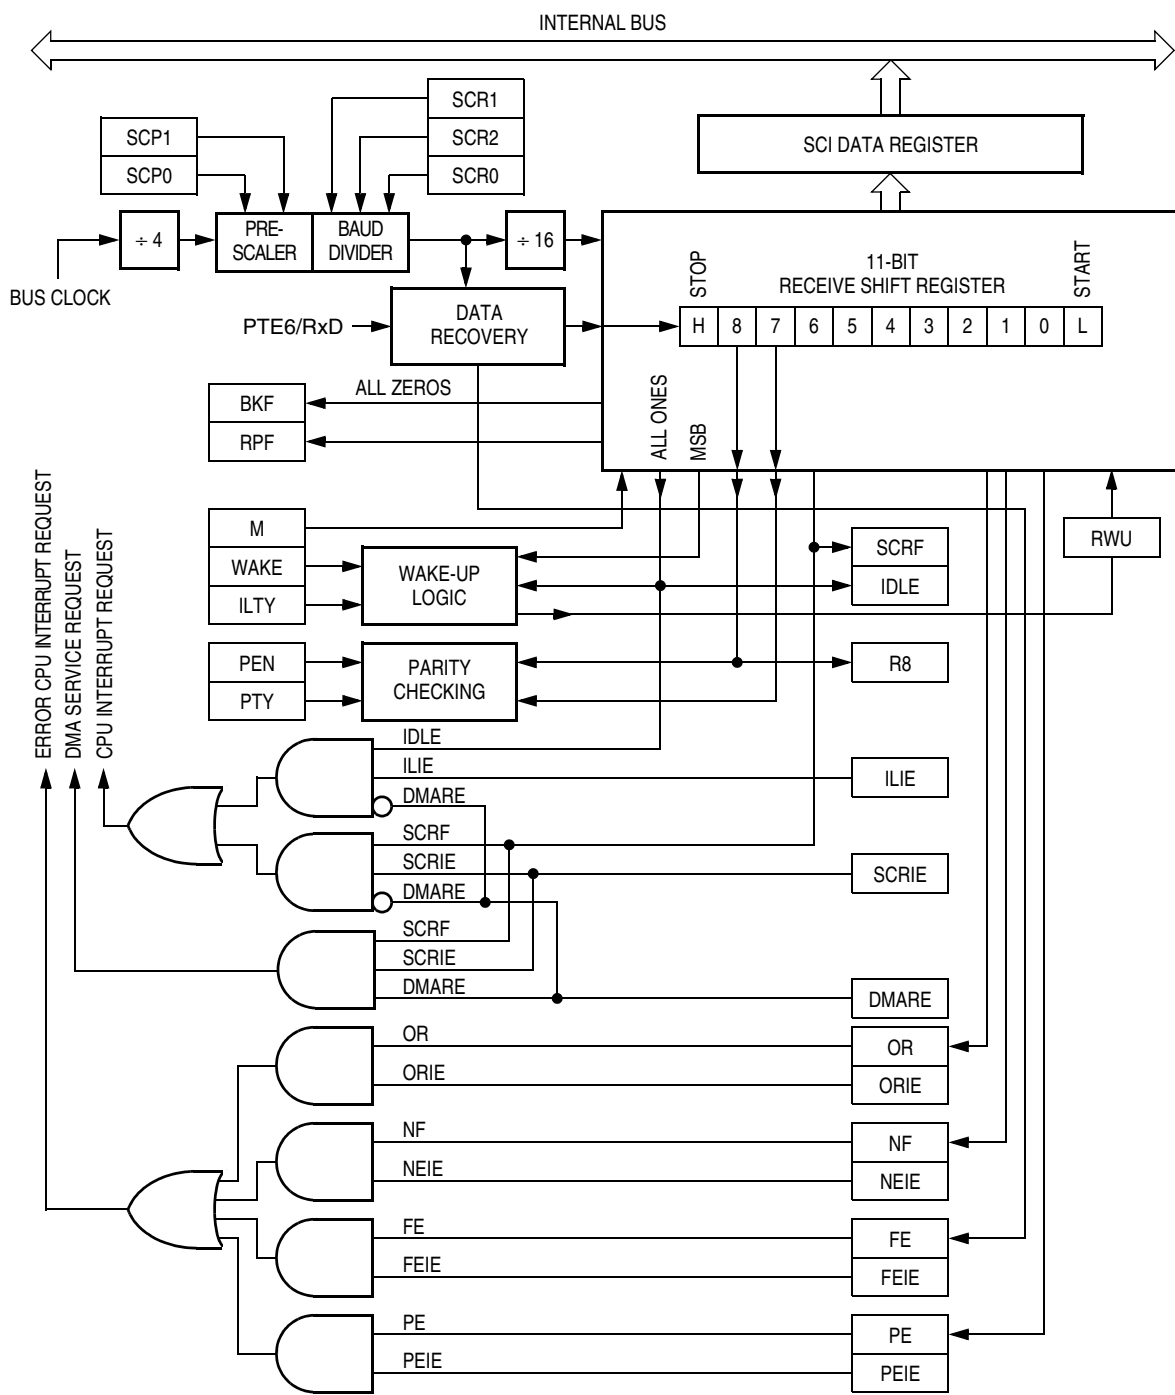 INTERNAL BUS
SCR1
SCP1
SCR2
SCI DATA REGISTER
SCP0
SCR0
÷ 4
PRE-
SCALER
BAUD
DIVIDER
÷ 16
STOP
11-BIT
RECEIVE SHIFT REGISTER
START
BUS CLOCK
PTE6/RxD
DATA
RECOVERY
H 8 7 6 5 4 3 2 1 0 L
ALL ZEROS
BKF
RPF
ALL ONES
MSB
M
WAKE
ILTY
WAKE-UP
LOGIC
SCRF
IDLE
RWU
PEN
PTY
PARITY
CHECKING
R8
ERROR CPU INTERRUPT REQUEST
DMA SERVICE REQUEST
CPU INTERRUPT REQUEST
IDLE
ILIE
ILIE
DMARE
SCRF
SCRIE
SCRIE
DMARE
SCRF
SCRIE
DMARE
DMARE
OR
OR
ORIE
ORIE
NF
NF
NEIE
NEIE
FE
FE
FEIE
FEIE
PE
PE
PEIE
PEIE